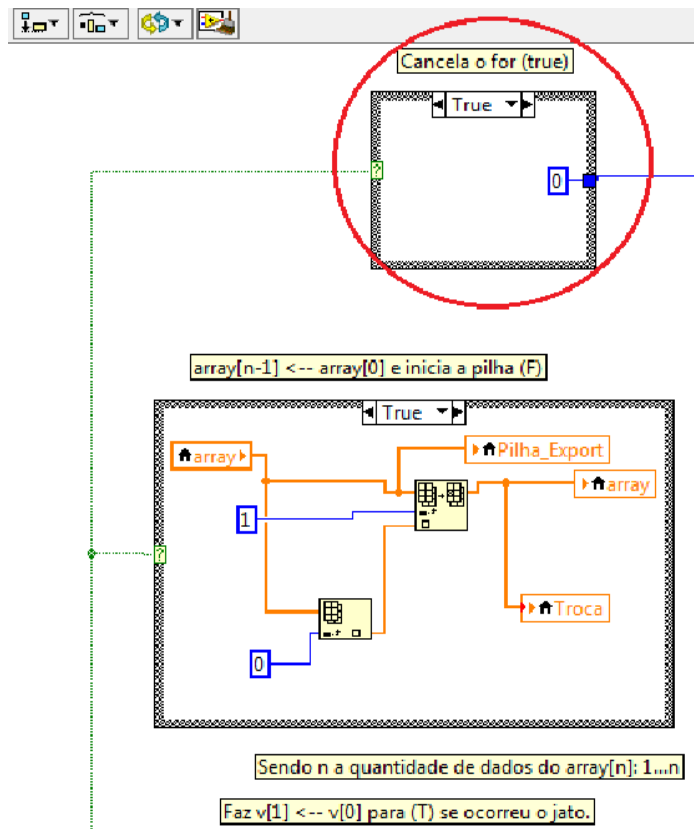 Cancela o for (true)
True
?
0
array[n-1] <-- array[0] e inicia a pilha (F)
True
array
Pilha_Export
array
1
?
Troca
0
Sendo n a quantidade de dados do array[n]: 1...n
Faz v[1] <-- v[0] para (T) se ocorreu o jato.